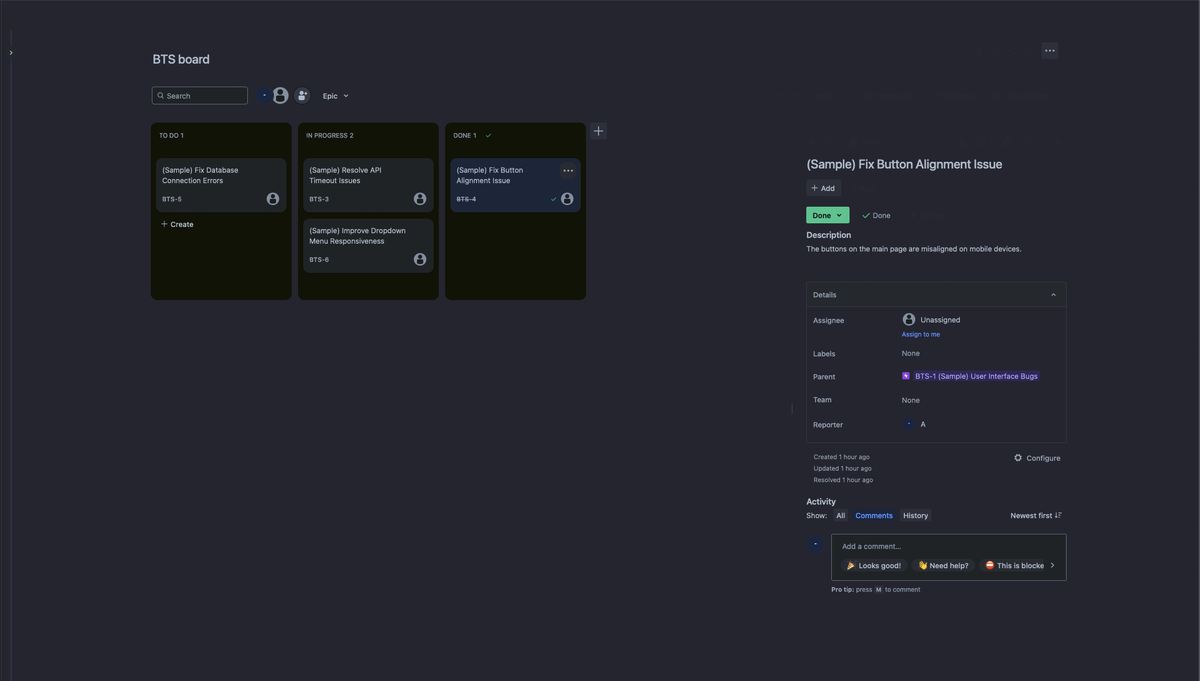 BTS board
Search
Epic
TO DO 1
(Sample) Fix Database
Connection Errors
BTS-5
+ Create
IN PROGRESS 2
(Sample) Resolve API
Timeout Issues
BTS-3
(Sample) Improve Dropdown
Menu Responsiveness
BTS-6
DONE 1
(Sample) Fix Button
Alignment Issue
BTS-4
(Sample) Fix Button Alignment Issue
+ Add
Done
Done
Description
The buttons on the main page are misaligned on mobile devices.
Details
Assignee
Unassigned
Assign to me
Labels
None
Parent
BTS-1 (Sample) User Interface Bugs
Team
None
Reporter
A
Created 1 hour ago
Updated 1 hour ago
Resolved 1 hour ago
Configure
Activity
Show: All Comments History
Newest first
Add a comment...
Looks good! Need help? This is blocke
Pro tip: press M to comment